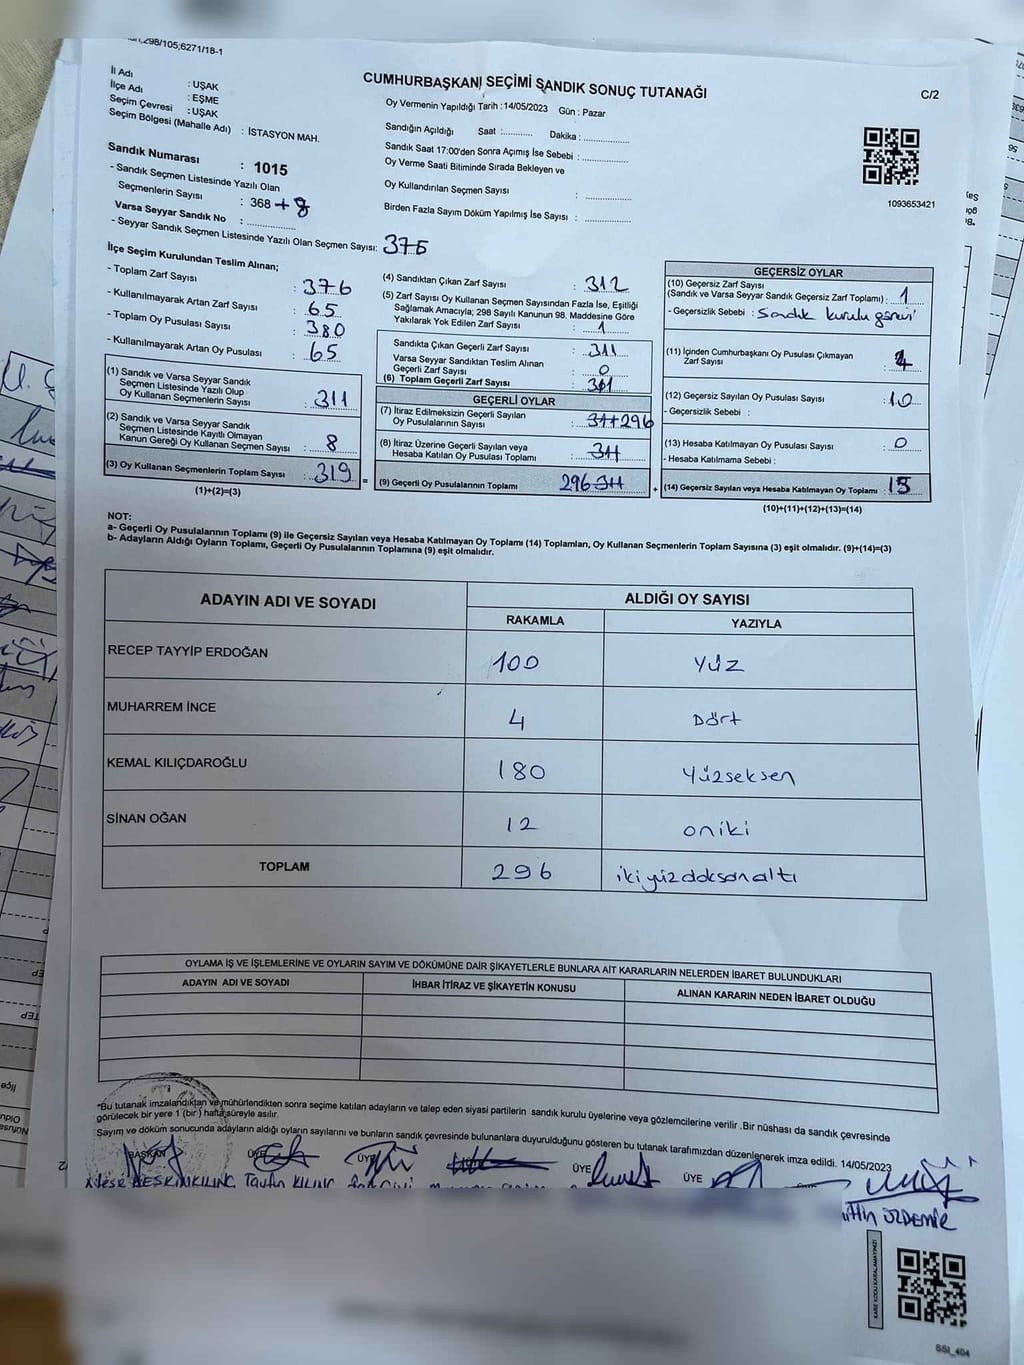 298/105;6271/18-1
CUMHURBAŞKANI SEÇİMİ SANDIK SONUÇ TUTANAĞI
C/2
İl Adı : UŞAK
İlçe Adı : EŞME
Seçim Çevresi : UŞAK
Seçim Bölgesi (Mahalle Adı) : İSTASYON MAH.
Oy Vermenin Yapıldığı Tarih : 14/05/2023 Gün : Pazar
Sandığın Açıldığı Saat :........... Dakika :......................
Sandık Saat 17:00'den Sonra Açımış İse Sebebi : ..............
Oy Verme Saati Bitiminde Sırada Bekleyen ve
Oy Kullandırılan Seçmen Sayısı : ..............
Birden Fazla Sayım Döküm Yapılmış İse Sayısı : ..............
1093653421
Sandık Numarası : 1015
- Sandık Seçmen Listesinde Yazılı Olan
Seçmenlerin Sayısı : 368 + 8
Varsa Seyyar Sandık No : ..............
- Seyyar Sandık Seçmen Listesinde Yazılı Olan Seçmen Sayısı: 375
İlçe Seçim Kurulundan Teslim Alınan;
- Toplam Zarf Sayısı : 376
- Kullanılmayarak Artan Zarf Sayısı : 65
- Toplam Oy Pusulası Sayısı : 380
- Kullanılmayarak Artan Oy Pusulası : 65
(1) Sandık ve Varsa Seyyar Sandık
Seçmen Listesinde Yazılı Olup
Oy Kullanan Seçmenlerin Sayısı : 311
(2) Sandık ve Varsa Seyyar Sandık
Seçmen Listesinde Kayıtlı Olmayan
Kanun Gereği Oy Kullanan Seçmen Sayısı : 8
(3) Oy Kullanan Seçmenlerin Toplam Sayısı : 319
(1)+(2)=(3)
=
(4) Sandıktan Çıkan Zarf Sayısı : 312
(5) Zarf Sayısı Oy Kullanan Seçmen Sayısından Fazla İse, Eşitliği
Sağlamak Amacıyla; 298 Sayılı Kanunun 98. Maddesine Göre
Yakılarak Yok Edilen Zarf Sayısı : 1
Sandıkta Çıkan Geçerli Zarf Sayısı : 311
Varsa Seyyar Sandıktan Teslim Alınan
Geçerli Zarf Sayısı : 0
(6) Toplam Geçerli Zarf Sayısı : 311
GEÇERLİ OYLAR
(7) İtiraz Edilmeksizin Geçerli Sayılan
Oy Pusulalarının Sayısı : 311 296
(8) İtiraz Üzerine Geçerli Sayılan veya
Hesaba Katılan Oy Pusulası Toplamı : 311
(9) Geçerli Oy Pusulalarının Toplamı 296 311
+
GEÇERSİZ OYLAR
(10) Geçersiz Zarf Sayısı
(Sandık ve Varsa Seyyar Sandık Geçersiz Zarf Toplamı) : 1
- Geçersizlik Sebebi : Sandık kurulu görevi
(11) İçinden Cumhurbaşkanı Oy Pusulası Çıkmayan
Zarf Sayısı : 4
(12) Geçersiz Sayılan Oy Pusulası Sayısı : 10
- Geçersizlik Sebebi :
(13) Hesaba Katılmayan Oy Pusulası Sayısı : 0
- Hesaba Katılmama Sebebi :
(14) Geçersiz Sayılan veya Hesaba Katılmayan Oy Toplamı : 15
(10)+(11)+(12)+(13)=(14)
NOT:
a- Geçerli Oy Pusulalarının Toplamı (9) ile Geçersiz Sayılan veya Hesaba Katılmayan Oy Toplamı (14) Toplamları, Oy Kullanan Seçmenlerin Toplam Sayısına (3) eşit olmalıdır. (9)+(14)=(3)
b- Adayların Aldığı Oyların Toplamı, Geçerli Oy Pusulalarının Toplamına (9) eşit olmalıdır.
ADAYIN ADI VE SOYADI
ALDIĞI OY SAYISI
RAKAMLA YAZIYLA
RECEP TAYYİP ERDOĞAN 100 Yüz
MUHARREM İNCE 4 Dört
KEMAL KILIÇDAROĞLU 180 Yüzseksen
SİNAN OĞAN 12 oniki
TOPLAM 296 ikiyüzdoksanaltı
OYLAMA İŞ VE İŞLEMLERİNE VE OYLARIN SAYIM VE DÖKÜMÜNE DAİR ŞİKAYETLERLE BUNLARA AİT KARARLARIN NELERDEN İBARET BULUNDUKLARI
ADAYIN ADI VE SOYADI İHBAR İTİRAZ VE ŞİKAYETİN KONUSU ALINAN KARARIN NEDEN İBARET OLDUĞU
*Bu tutanak imzalandıktan ve mühürlendikten sonra seçime katılan adayların ve talep eden siyasi partilerin sandık kurulu üyelerine veya gözlemcilerine verilir .Bir nüshası da sandık çevresinde
görülecek bir yere 1 (bir ) hafta süreyle asılır.
Sayım ve döküm sonucunda adayların aldığı oyların sayılarını ve bunların sandık çevresinde bulunanlara duyurulduğunu gösteren bu tutanak tarafımızdan düzenlenerek imza edildi. 14/05/2023
BAŞKAN ÜYE ÜYE ÜYE ÜYE
KESKİNKILINÇ Tayfun KILINÇ
ÖZDEMİR
KARE KODU KARALAMAYINIZ!
SSI_404